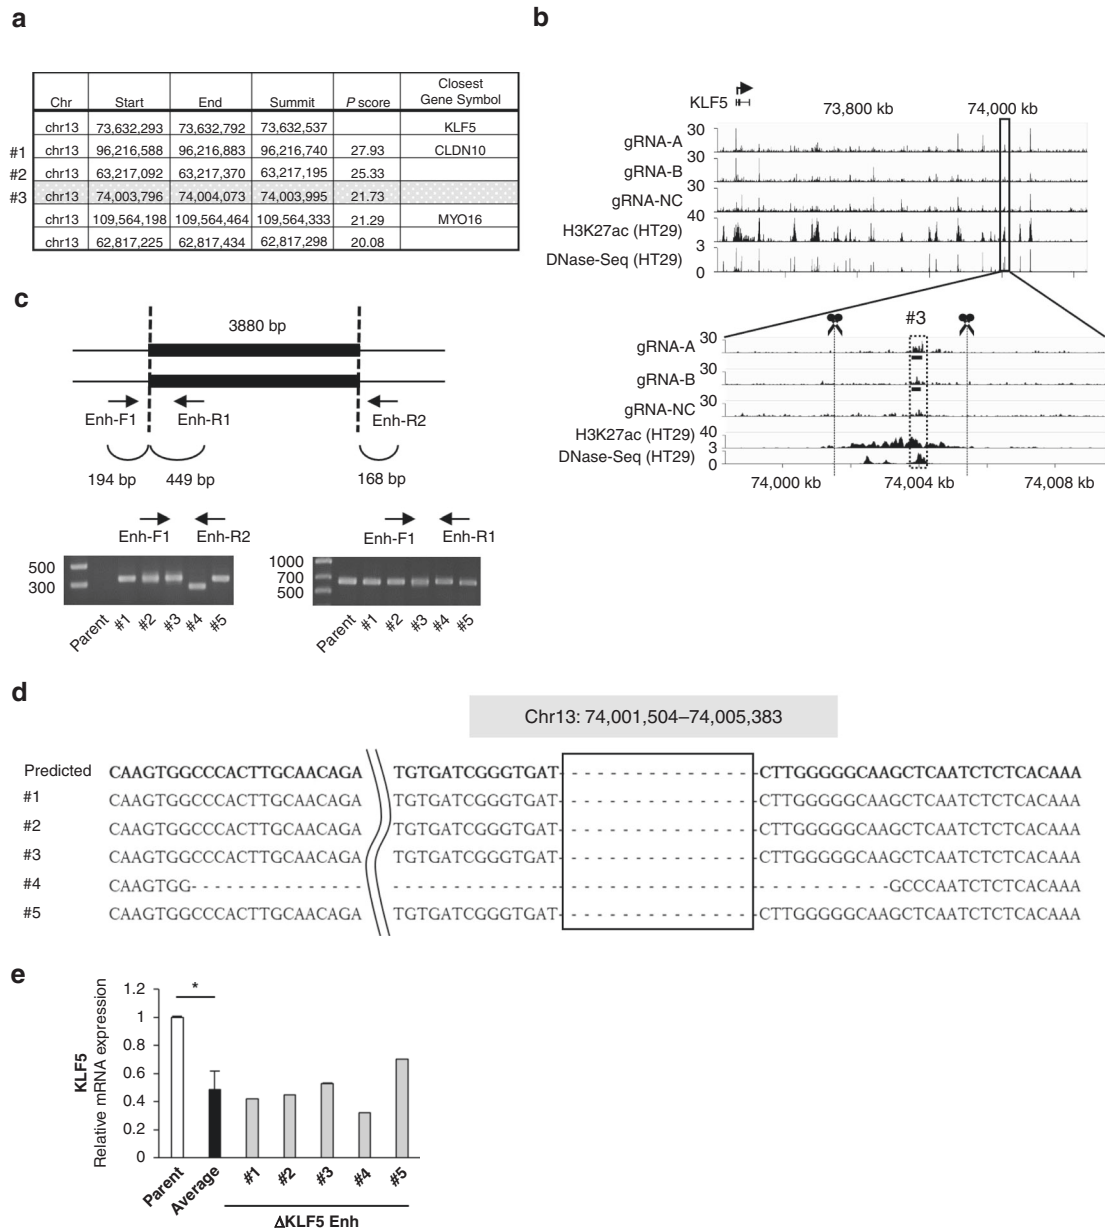 a
Chr Start End Summit P score Closest Gene Symbol
chr13 73,632,293 73,632,792 73,632,537 KLF5
#1 chr13 96,216,588 96,216,883 96,216,740 27.93 CLDN10
#2 chr13 63,217,092 63,217,370 63,217,195 25.33
#3 chr13 74,003,796 74,004,073 74,003,995 21.73
chr13 109,564,198 109,564,464 109,564,333 21.29 MYO16
chr13 62,817,225 62,817,434 62,817,298 20.08
b
KLF5 73,800 kb 74,000 kb
gRNA-A 30
gRNA-B 30
gRNA-NC 30
H3K27ac (HT29) 40
DNase-Seq (HT29) 3
0
#3
gRNA-A 30
gRNA-B 30
gRNA-NC 30
H3K27ac (HT29) 40
DNase-Seq (HT29) 3
0
74,000 kb 74,004 kb 74,008 kb
c
3880 bp
Enh-F1 Enh-R1 Enh-R2
194 bp 449 bp 168 bp
Enh-F1 Enh-R2
500
300
Parent #1 #2 #3 #4 #5
Enh-F1 Enh-R1
1000
700
500
Parent #1 #2 #3 #4 #5
d
Chr13: 74,001,504–74,005,383
Predicted CAAGTGGCCCACTTGCAACAGA TGTGATCGGGTGAT- - - - - - - - - - - - - - CTTGGGGGCAAGCTCAATCTCTCACAAA
#1 CAAGTGGCCCACTTGCAACAGA TGTGATCGGGTGAT- - - - - - - - - - - - - - CTTGGGGGCAAGCTCAATCTCTCACAAA
#2 CAAGTGGCCCACTTGCAACAGA TGTGATCGGGTGAT- - - - - - - - - - - - - - CTTGGGGGCAAGCTCAATCTCTCACAAA
#3 CAAGTGGCCCACTTGCAACAGA TGTGATCGGGTGAT- - - - - - - - - - - - - - CTTGGGGGCAAGCTCAATCTCTCACAAA
#4 CAAGTGG- - - - - - - - - - - - - - - - - - - - - - - - - - - - - - - - - - - - - - - - - - - - - - - - - - GCCCAATCTCTCACAAA
#5 CAAGTGGCCCACTTGCAACAGA TGTGATCGGGTGAT- - - - - - - - - - - - - - CTTGGGGGCAAGCTCAATCTCTCACAAA
e
KLF5
Relative mRNA expression
1.2
1
0.8
0.6
0.4
0.2
0
*
Parent Average #1 #2 #3 #4 #5
ΔKLF5 Enh